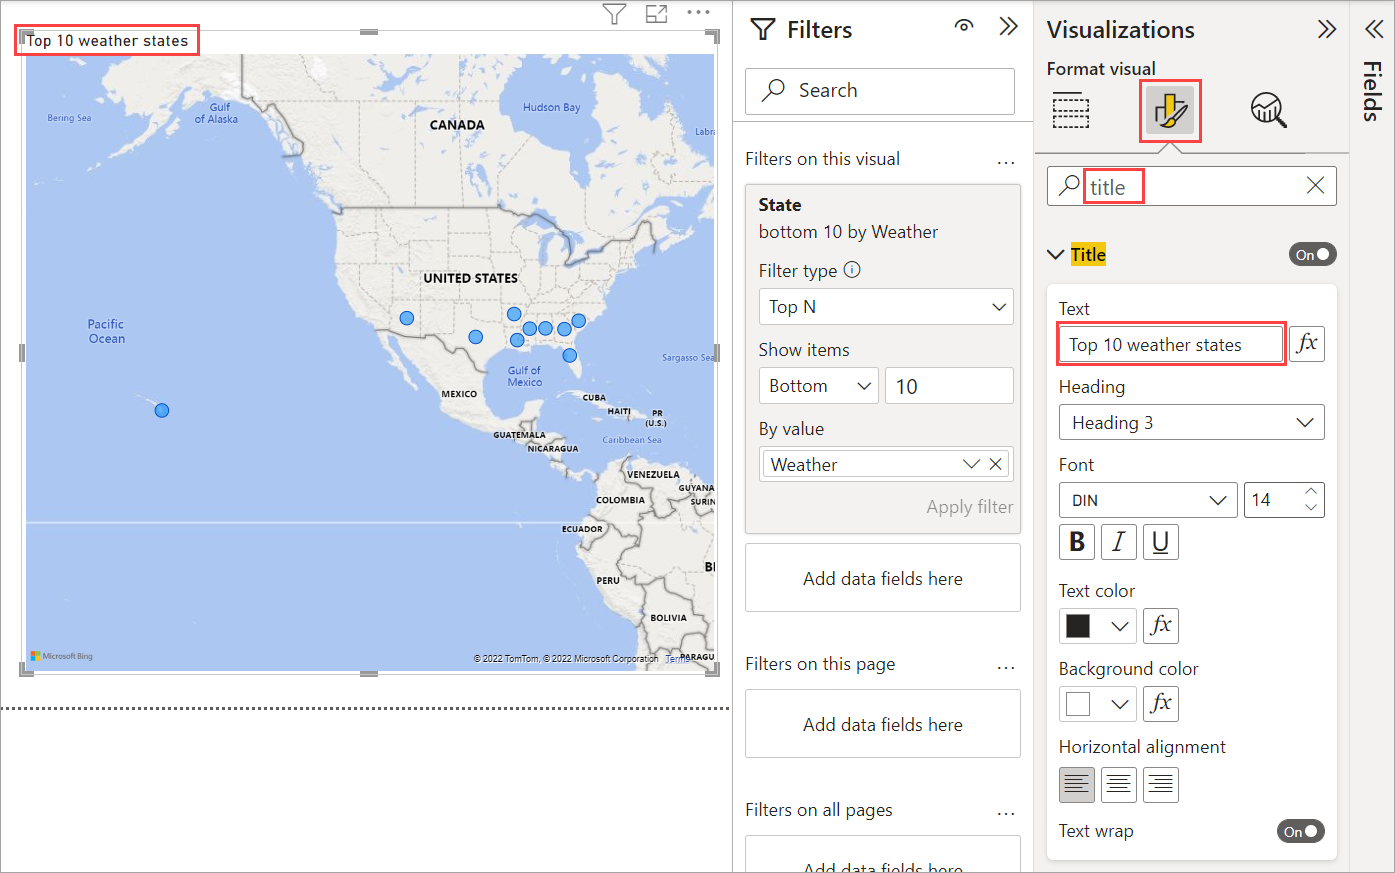 Top 10 weather states
Bering Sea
Gulf
of Alaska
Hudson Bay
CANADA
Labra
UNITED STATES
Pacific
Ocean
Gulf of
Mexico
Sargasso Sea
MEXICO
CUBA
HAITI
PR
(U.S.)
GUATEMALA
NICARAGUA
Caribbean Sea
VENEZUELA
GUYANA
COLOMBIA
SURIN
ECUADOR
PERU
B
BOLIVIA
PARAGU
Microsoft Bing
© 2022 TomTom, © 2022 Microsoft Corporation Terms
Filters
Search
Filters on this visual
...
State
bottom 10 by Weather
Filter type
Top N
Show items
Bottom
10
By value
Weather
Apply filter
Add data fields here
Filters on this page
...
Add data fields here
Filters on all pages
...
Add data fields here
Visualizations
Format visual
title
Title
On
Text
Top 10 weather states
fx
Heading
Heading 3
Font
DIN
14
B I U
Text color
fx
Background color
fx
Horizontal alignment
Text wrap
On
Fields